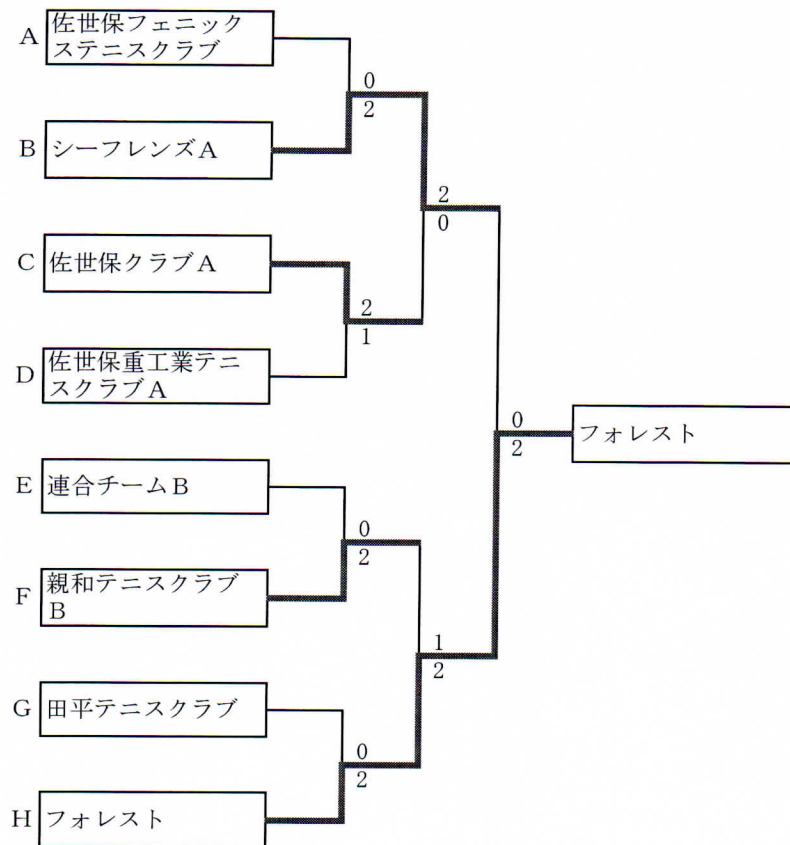 A 佐世保フェニック
ステニスクラブ
0
2
B シーフレンズA
2
0
C 佐世保クラブA
2
1
D 佐世保重工業テニ
スクラブA
0
2
フォレスト
E 連合チームB
0
2
F 親和テニスクラブ
B
1
2
G 田平テニスクラブ
0
2
H フォレスト